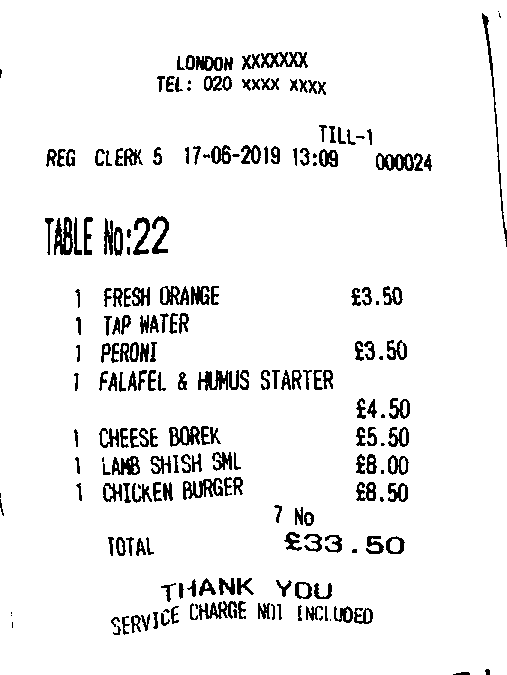 LONDON XXXXXXX
TEL: 020 XXXX XXXX
TILL-1
REG CLERK 5 17-06-2019 13:09 000024
TABLE No:22
1 FRESH ORANGE £3.50
1 TAP WATER
1 PERONI £3.50
1 FALAFEL & HUMUS STARTER
£4.50
1 CHEESE BOREK £5.50
1 LAMB SHISH SML £8.00
1 CHICKEN BURGER £8.50
7 No
TOTAL £33.50
THANK YOU
SERVICE CHARGE NOT INCLUDED